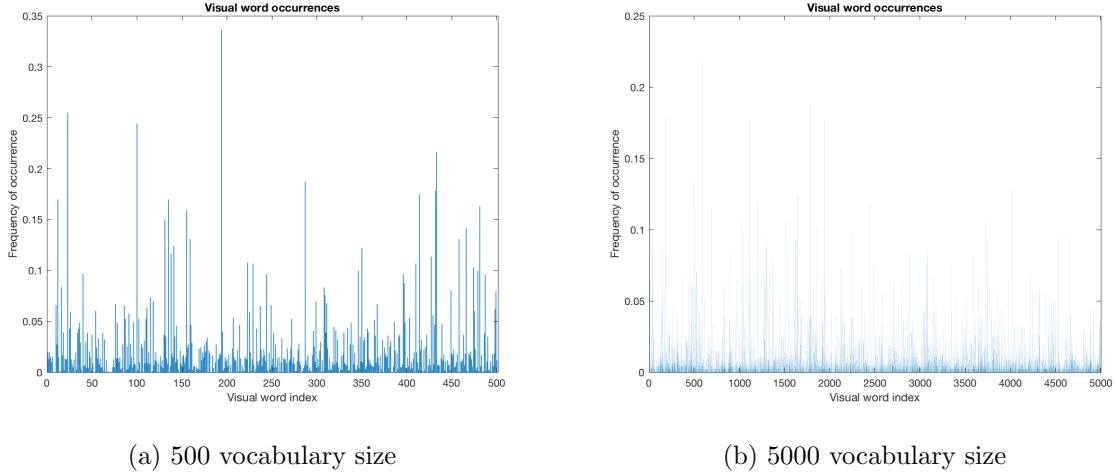 Visual word occurrences
0.35
0.3
0.25
0.2
0.15
0.1
0.05
0
Frequency of occurrence
0 50 100 150 200 250 300 350 400 450 500
Visual word index
(a) 500 vocabulary size
Visual word occurrences
0.25
0.2
0.15
0.1
0.05
0
Frequency of occurrence
0 500 1000 1500 2000 2500 3000 3500 4000 4500 5000
Visual word index
(b) 5000 vocabulary size